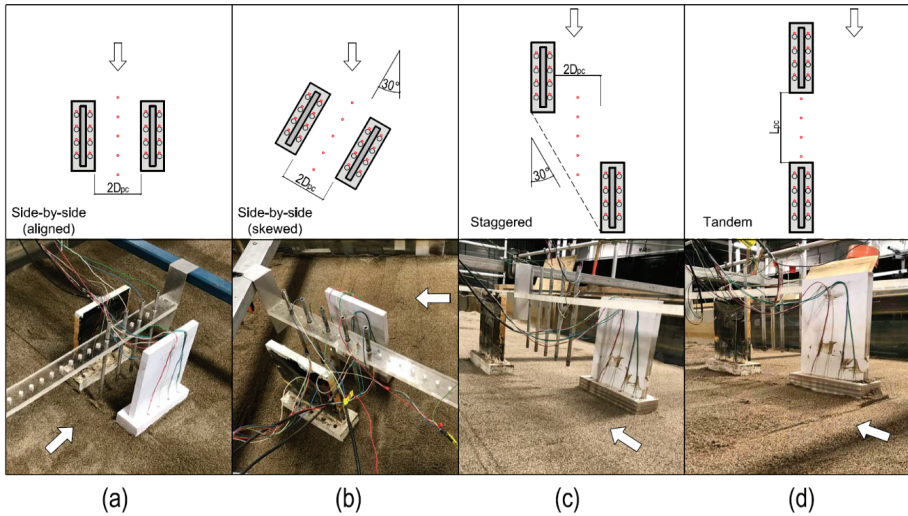 2Dpc
Side-by-side
(aligned)
30°
2Dpc
Side-by-side
(skewed)
2Dpc
30°
Staggered
Lpc
Tandem
(a)
(b)
(c)
(d)